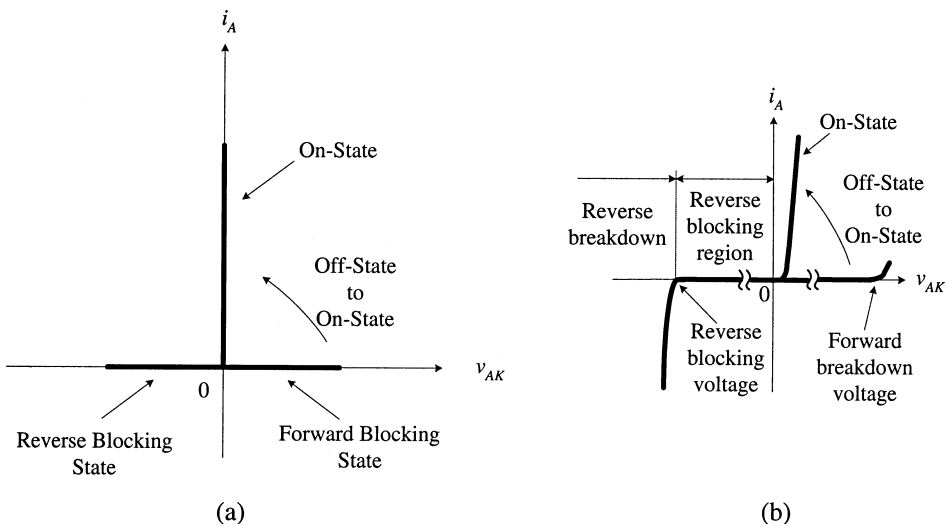 i_A
On-State
Off-State
to
On-State
v_AK
0
Reverse Blocking
State
Forward Blocking
State
(a)
i_A
On-State
Off-State
to
On-State
Reverse
breakdown
Reverse
blocking
region
v_AK
0
Reverse
blocking
voltage
Forward
breakdown
voltage
(b)